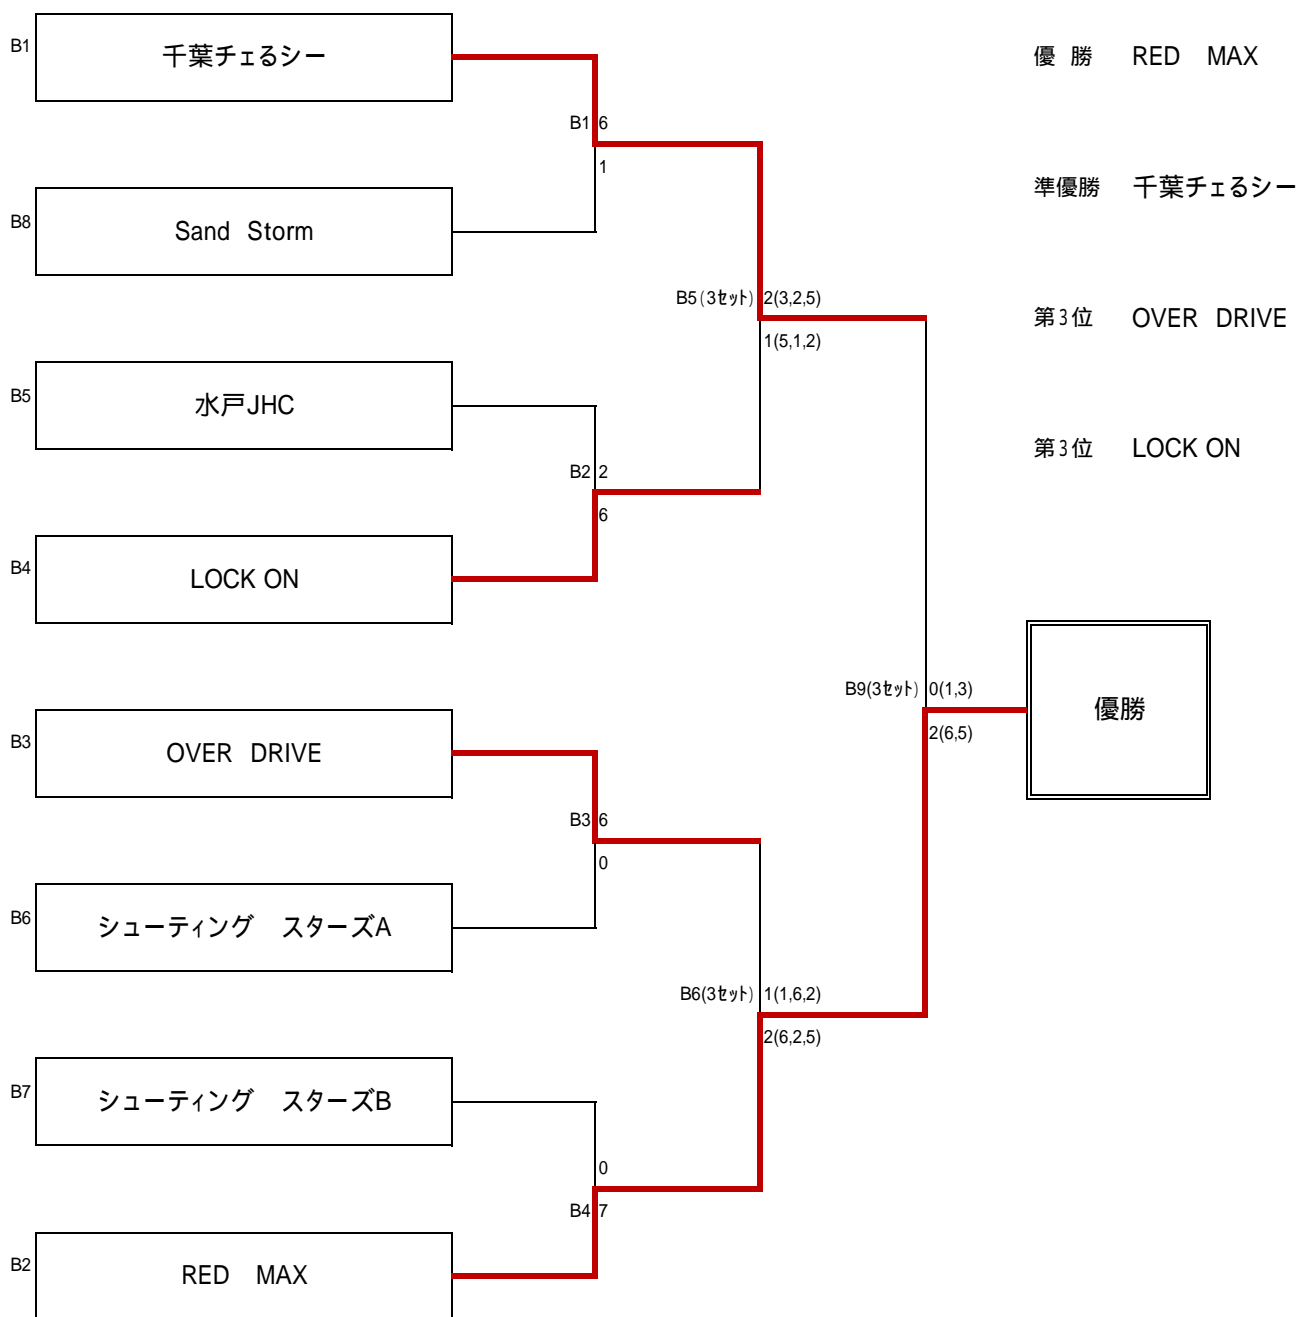 B1 千葉チェるシー
優 勝 RED MAX
B1 6
1
準優勝 千葉チェるシー
B8 Sand Storm
B5(3セット) 2(3,2,5)
1(5,1,2)
第3位 OVER DRIVE
B5 水戸JHC
第3位 LOCK ON
B2 2
6
B4 LOCK ON
B9(3セット) 0(1,3)
2(6,5)
優勝
B3 OVER DRIVE
B3 6
0
B6 シューティング スターズA
B6(3セット) 1(1,6,2)
2(6,2,5)
B7 シューティング スターズB
0
B4 7
B2 RED MAX